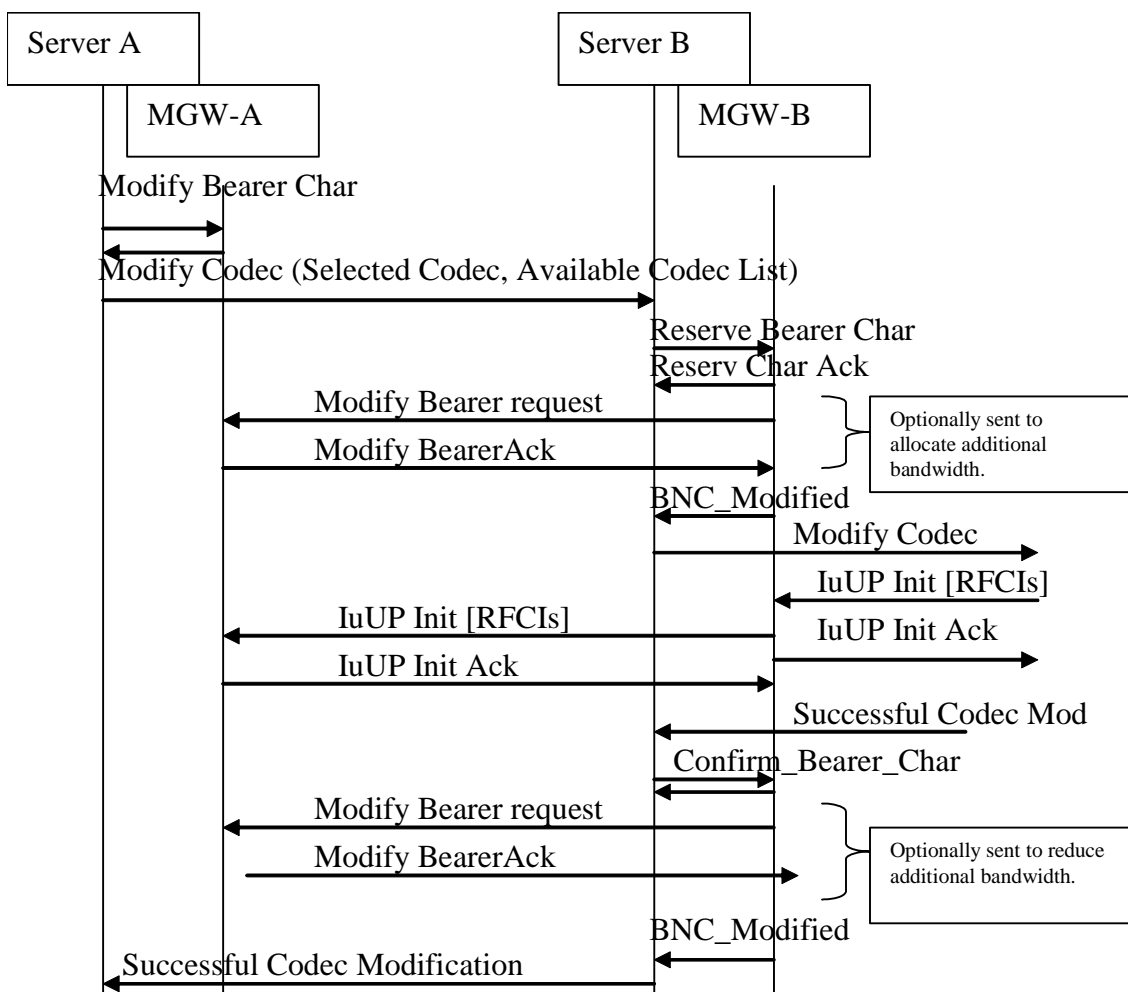 Server A
Server B
MGW-A
MGW-B
Modify Bearer Char
Modify Codec (Selected Codec, Available Codec List)
Reserve Bearer Char
Reserv Char Ack
Modify Bearer request
Optionally sent to
allocate additional
bandwidth.
Modify BearerAck
BNC_Modified
Modify Codec
IuUP Init [RFCIs]
IuUP Init [RFCIs]
IuUP Init Ack
IuUP Init Ack
Successful Codec Mod
Confirm_Bearer_Char
Modify Bearer request
Modify BearerAck
Optionally sent to reduce
additional bandwidth.
BNC_Modified
Successful Codec Modification